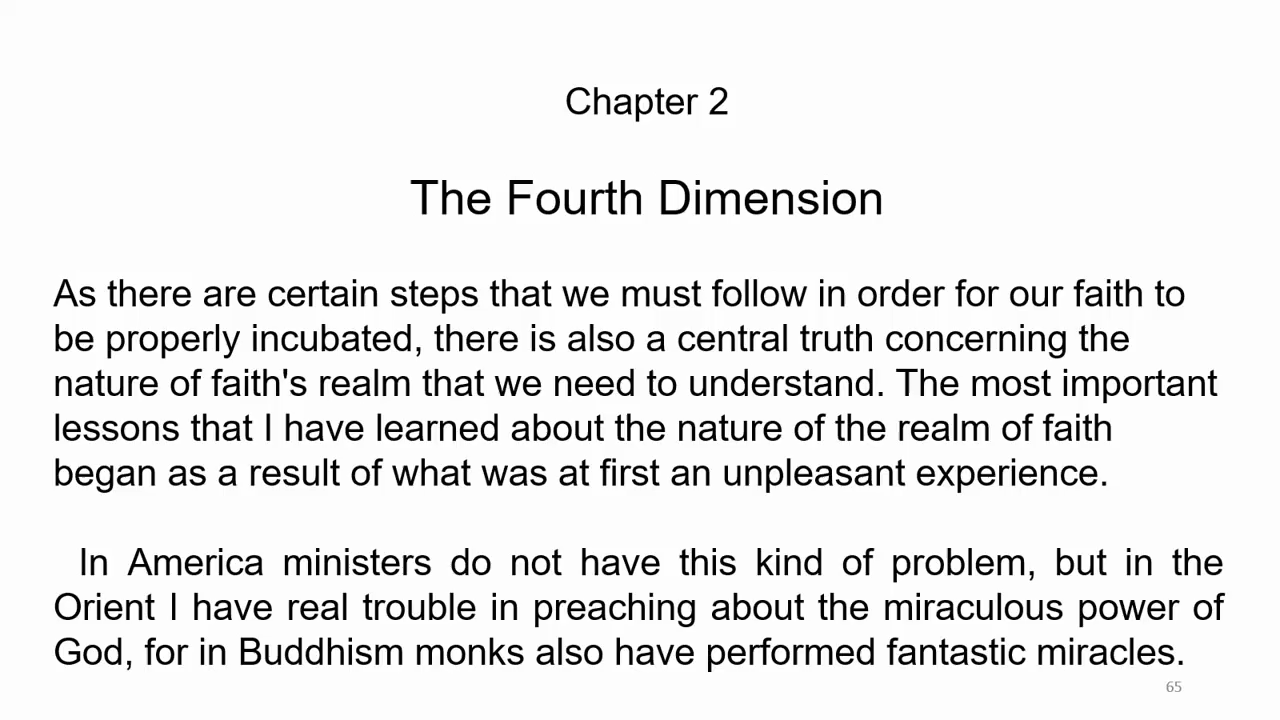 Chapter 2
The Fourth Dimension
As there are certain steps that we must follow in order for our faith to
be properly incubated, there is also a central truth concerning the
nature of faith's realm that we need to understand. The most important
lessons that I have learned about the nature of the realm of faith
began as a result of what was at first an unpleasant experience.
In America ministers do not have this kind of problem, but in the
Orient I have real trouble in preaching about the miraculous power of
God, for in Buddhism monks also have performed fantastic miracles.
65